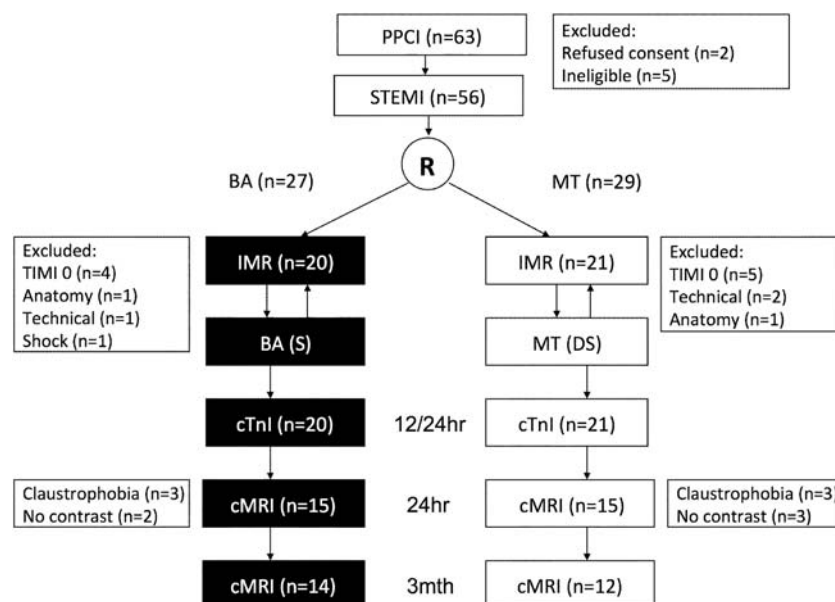 PPCI (n=63)
Excluded:
Refused consent (n=2)
Ineligible (n=5)
STEMI (n=56)
R
BA (n=27)
MT (n=29)
Excluded:
TIMI 0 (n=4)
Anatomy (n=1)
Technical (n=1)
Shock (n=1)
IMR (n=20)
IMR (n=21)
Excluded:
TIMI 0 (n=5)
Technical (n=2)
Anatomy (n=1)
BA (S)
MT (DS)
cTnI (n=20)
12/24hr
cTnI (n=21)
Claustrophobia (n=3)
No contrast (n=2)
cMRI (n=15)
24hr
cMRI (n=15)
Claustrophobia (n=3)
No contrast (n=3)
cMRI (n=14)
3mth
cMRI (n=12)